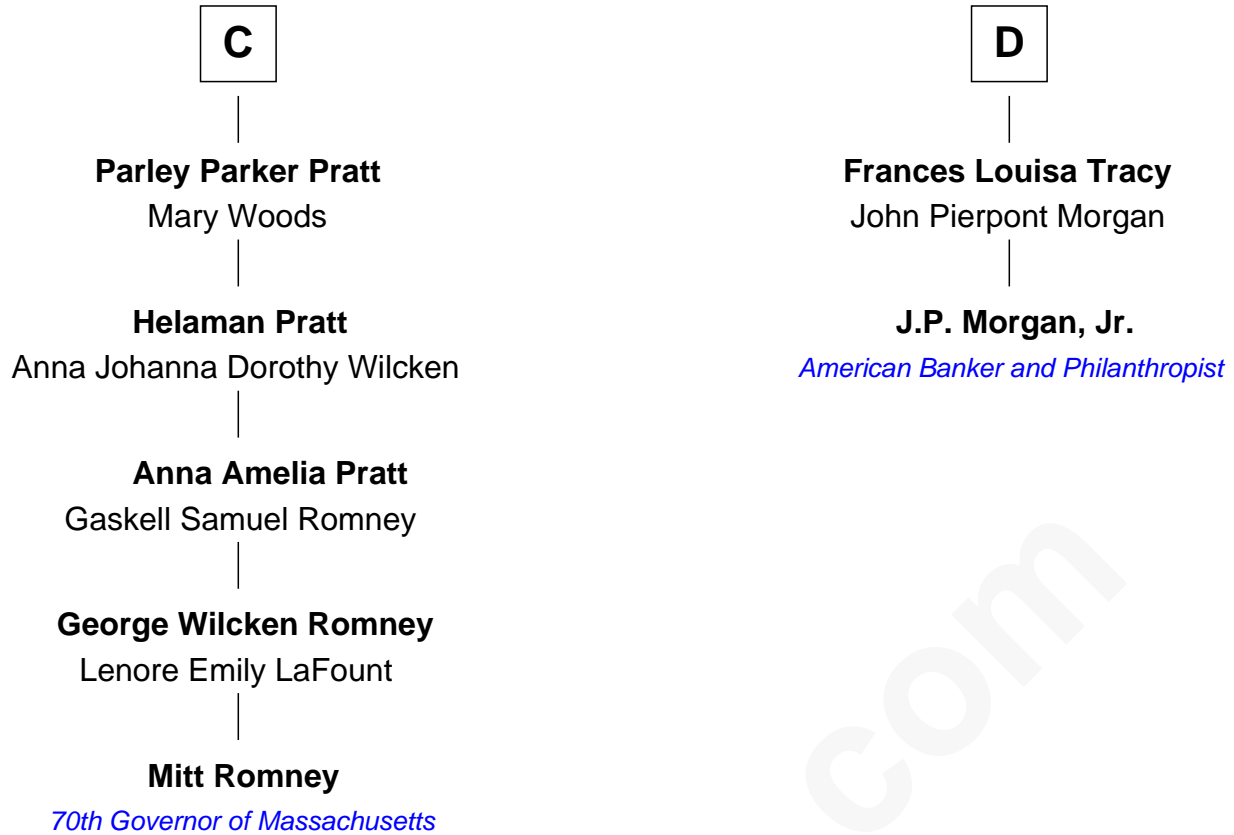 C
Parley Parker Pratt
Mary Woods
Helaman Pratt
Anna Johanna Dorothy Wilcken
Anna Amelia Pratt
Gaskell Samuel Romney
George Wilcken Romney
Lenore Emily LaFount
Mitt Romney
70th Governor of Massachusetts
D
Frances Louisa Tracy
John Pierpont Morgan
J.P. Morgan, Jr.
American Banker and Philanthropist
com